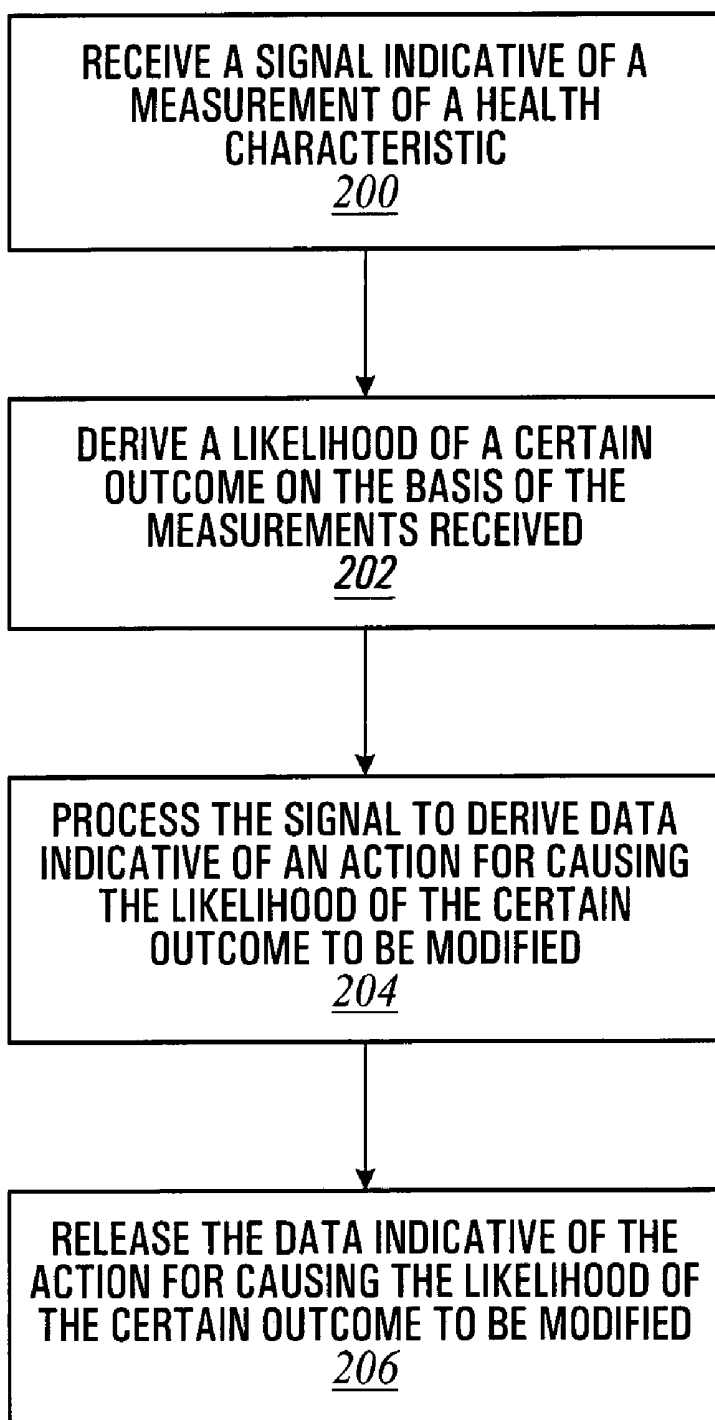 RECEIVE A SIGNAL INDICATIVE OF A
MEASUREMENT OF A HEALTH
CHARACTERISTIC
200
DERIVE A LIKELIHOOD OF A CERTAIN
OUTCOME ON THE BASIS OF THE
MEASUREMENTS RECEIVED
202
PROCESS THE SIGNAL TO DERIVE DATA
INDICATIVE OF AN ACTION FOR CAUSING
THE LIKELIHOOD OF THE CERTAIN
OUTCOME TO BE MODIFIED
204
RELEASE THE DATA INDICATIVE OF THE
ACTION FOR CAUSING THE LIKELIHOOD OF
THE CERTAIN OUTCOME TO BE MODIFIED
206